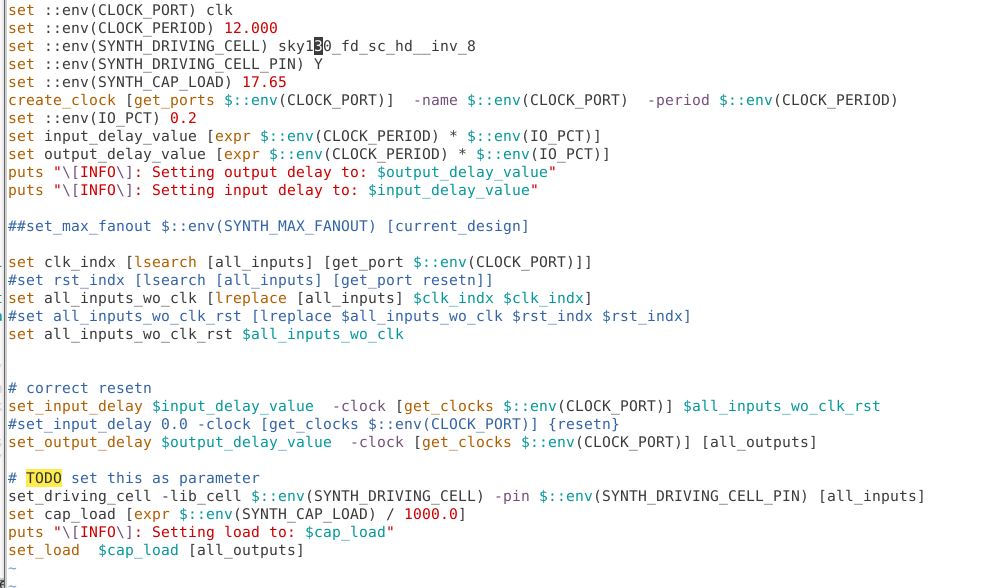 set ::env(CLOCK_PORT) clk
set ::env(CLOCK_PERIOD) 12.000
set ::env(SYNTH_DRIVING_CELL) sky130_fd_sc_hd__inv_8
set ::env(SYNTH_DRIVING_CELL_PIN) Y
set ::env(SYNTH_CAP_LOAD) 17.65
create_clock [get_ports $::env(CLOCK_PORT)]  -name $::env(CLOCK_PORT)  -period $::env(CLOCK_PERIOD)
set ::env(IO_PCT) 0.2
set input_delay_value [expr $::env(CLOCK_PERIOD) * $::env(IO_PCT)]
set output_delay_value [expr $::env(CLOCK_PERIOD) * $::env(IO_PCT)]
puts "\[INFO\]: Setting output delay to: $output_delay_value"
puts "\[INFO\]: Setting input delay to: $input_delay_value"
##set_max_fanout $::env(SYNTH_MAX_FANOUT) [current_design]
set clk_indx [lsearch [all_inputs] [get_port $::env(CLOCK_PORT)]]
#set rst_indx [lsearch [all_inputs] [get_port resetn]]
set all_inputs_wo_clk [lreplace [all_inputs] $clk_indx $clk_indx]
#set all_inputs_wo_clk_rst [lreplace $all_inputs_wo_clk $rst_indx $rst_indx]
set all_inputs_wo_clk_rst $all_inputs_wo_clk
# correct resetn
set_input_delay $input_delay_value  -clock [get_clocks $::env(CLOCK_PORT)] $all_inputs_wo_clk_rst
#set_input_delay 0.0 -clock [get_clocks $::env(CLOCK_PORT)] {resetn}
set_output_delay $output_delay_value  -clock [get_clocks $::env(CLOCK_PORT)] [all_outputs]
# TODO set this as parameter
set_driving_cell -lib_cell $::env(SYNTH_DRIVING_CELL) -pin $::env(SYNTH_DRIVING_CELL_PIN) [all_inputs]
set cap_load [expr $::env(SYNTH_CAP_LOAD) / 1000.0]
puts "\[INFO\]: Setting load to: $cap_load"
set_load  $cap_load [all_outputs]
~
~